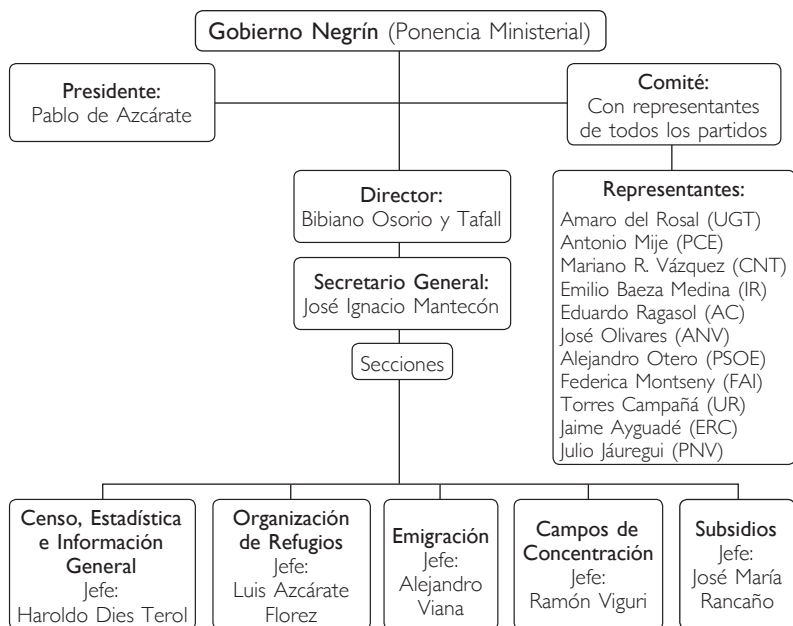 Gobierno Negrín (Ponencia Ministerial)
Presidente:
Pablo de Azcárate
Comité:
Con representantes
de todos los partidos
Director:
Bibiano Osorio y Tafall
Secretario General:
José Ignacio Mantecón
Secciones
Representantes:
Amaro del Rosal (UGT)
Antonio Mije (PCE)
Mariano R. Vázquez (CNT)
Emilio Baeza Medina (IR)
Eduardo Ragasol (AC)
José Olivares (ANV)
Alejandro Otero (PSOE)
Federica Montseny (FAI)
Torres Campañá (UR)
Jaime Ayguadé (ERC)
Julio Jáuregui (PNV)
Censo, Estadística
e Información
General
Jefe:
Haroldo Dies Terol
Organización
de Refugios
Jefe:
Luis Azcárate
Florez
Emigración
Jefe:
Alejandro
Viana
Campos de
Concentración
Jefe:
Ramón Viguri
Subsidios
Jefe:
José María
Rancaño